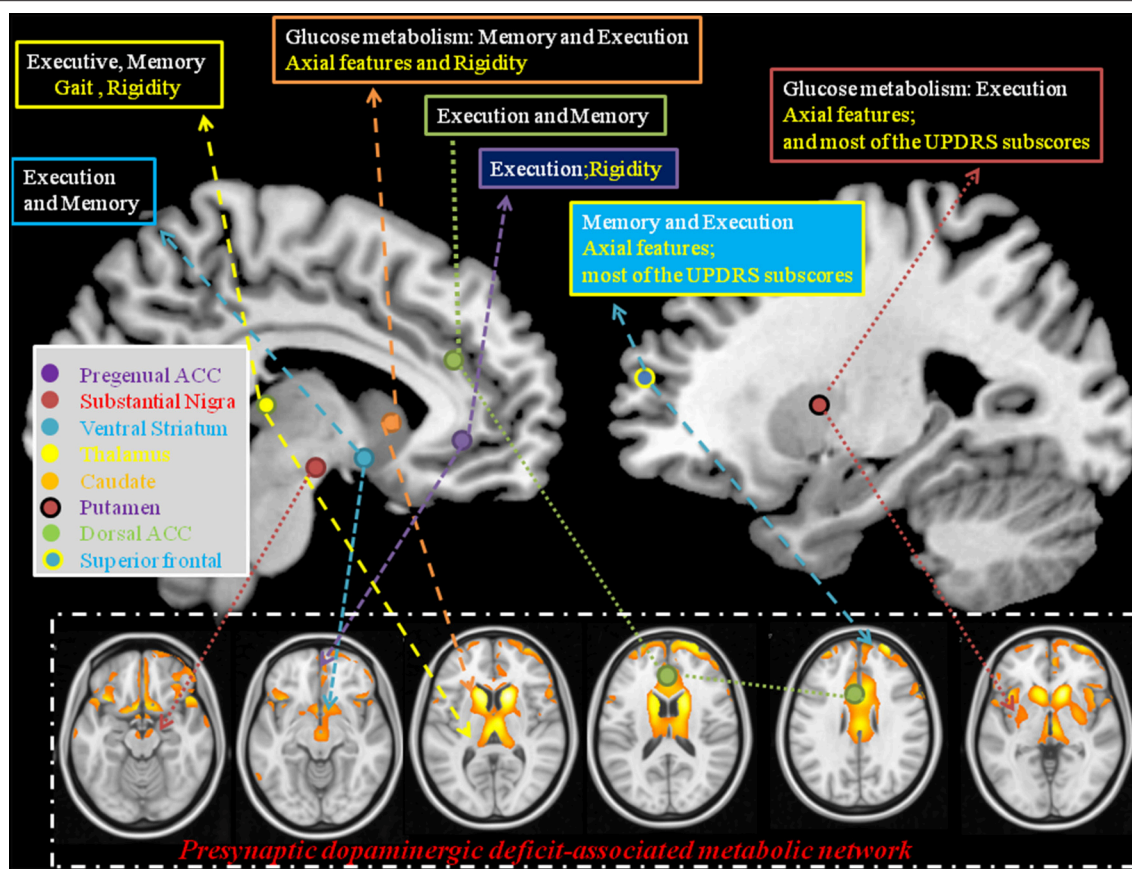 Glucose metabolism: Memory and Execution
Axial features and Rigidity
Executive, Memory
Gait , Rigidity
Glucose metabolism: Execution
Axial features;
and most of the UPDRS subscores
Execution and Memory
Execution;Rigidity
Execution
and Memory
Memory and Execution
Axial features;
most of the UPDRS subscores
Pregenual ACC
Substantial Nigra
Ventral Striatum
Thalamus
Caudate
Putamen
Dorsal ACC
Superior frontal
Presynaptic dopaminergic deficit-associated metabolic network